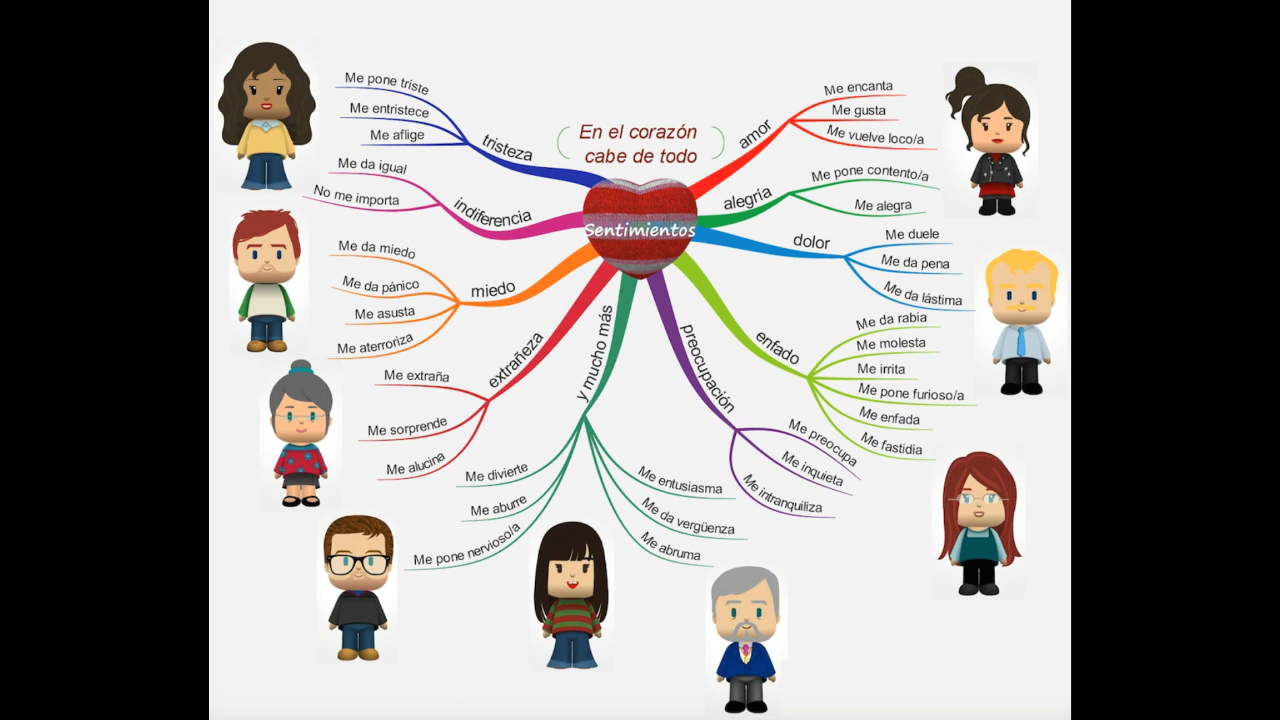 En el corazón
cabe de todo
Sentimientos
tristeza
Me pone triste
Me entristece
Me aflige
indiferencia
Me da igual
No me importa
miedo
Me da miedo
Me da pánico
Me asusta
Me aterroriza
extrañeza
Me extraña
Me sorprende
Me alucina
y mucho más
Me divierte
Me aburre
Me pone nervioso/a
Me entusiasma
Me da vergüenza
Me abruma
preocupación
Me preocupa
Me inquieta
Me intranquiliza
enfado
Me da rabia
Me molesta
Me irrita
Me pone furioso/a
Me enfada
Me fastidia
dolor
Me duele
Me da pena
Me da lástima
alegría
Me pone contento/a
Me alegra
amor
Me encanta
Me gusta
Me vuelve loco/a